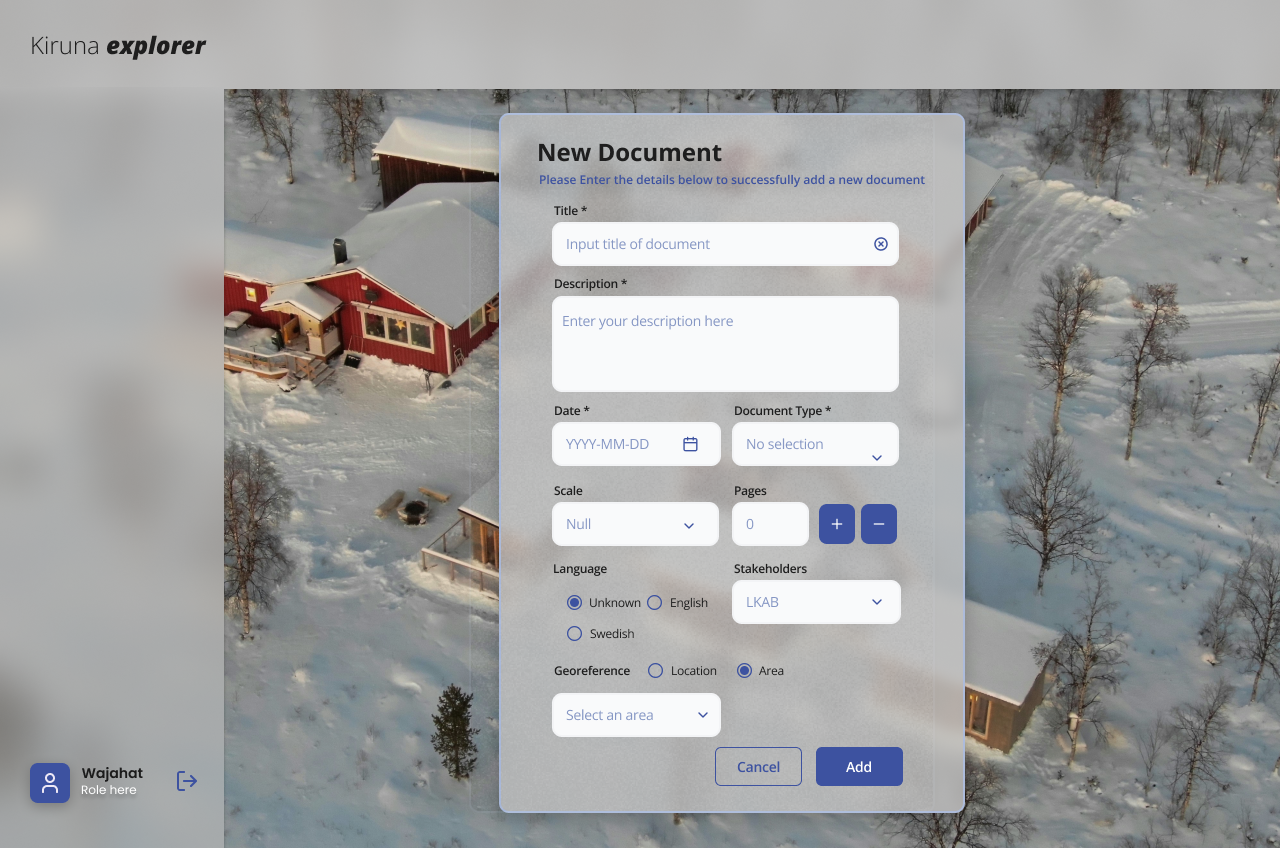 Kiruna explorer
New Document
Please Enter the details below to successfully add a new document
Title *
Input title of document
Description *
Enter your description here
Date * Document Type *
YYYY-MM-DD No selection
Scale Pages
Null 0 + −
Language Stakeholders
Unknown English LKAB
Swedish
Georeference Location Area
Select an area
Cancel Add
Wajahat
Role here